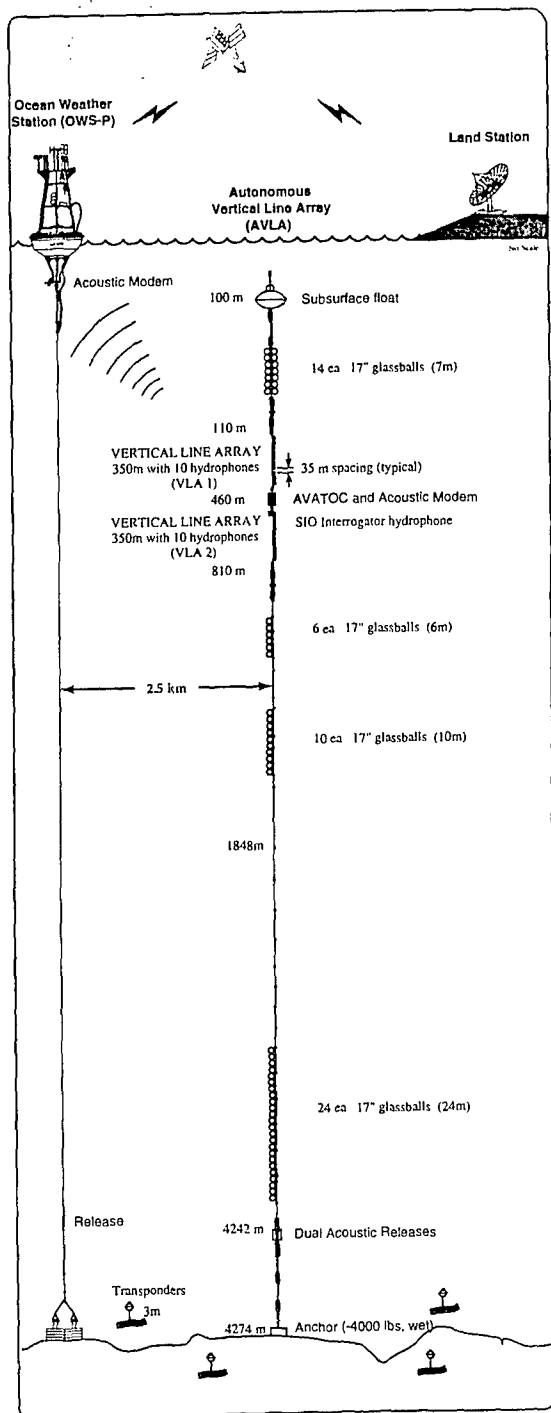 Ocean Weather
Station (OWS-P)
Land Station
Autonomous
Vertical Line Array
(AVLA)
Not Scale
Acoustic Modem
100 m
Subsurface float
14 ea 17" glassballs (7m)
110 m
VERTICAL LINE ARRAY
350m with 10 hydrophones
(VLA 1)
35 m spacing (typical)
460 m
AVATOC and Acoustic Modem
VERTICAL LINE ARRAY
350m with 10 hydrophones
(VLA 2)
SIO Interrogator hydrophone
810 m
6 ea 17" glassballs (6m)
2.5 km
10 ea 17" glassballs (10m)
1848m
24 ea 17" glassballs (24m)
Release
4242 m
Dual Acoustic Releases
Transponders
3m
4274 m
Anchor (~4000 lbs, wet)